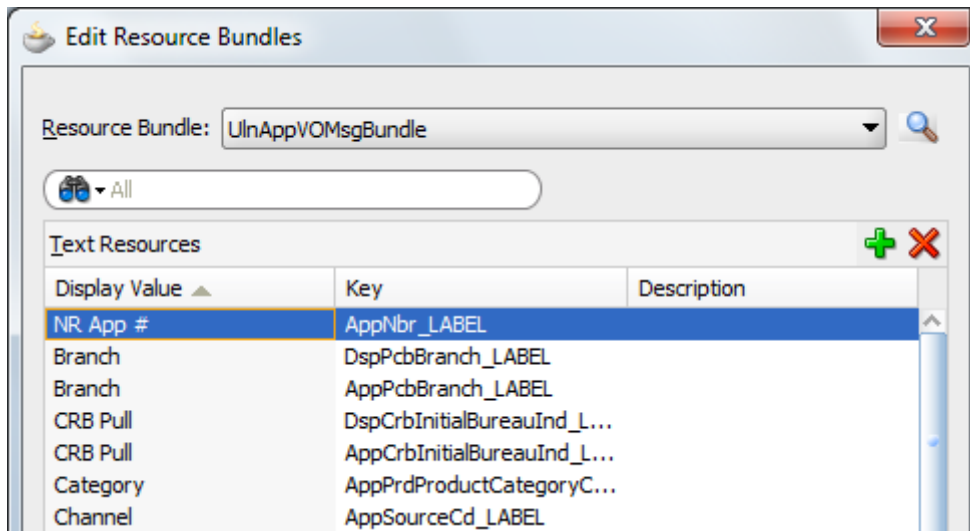 Edit Resource Bundles
Resource Bundle: UlnAppVOMsgBundle
All
Text Resources
Display Value Key Description
NR App # AppNbr_LABEL
Branch DspPcbBranch_LABEL
Branch AppPcbBranch_LABEL
CRB Pull DspCrbInitialBureauInd_L...
CRB Pull AppCrbInitialBureauInd_L...
Category AppPrdProductCategoryC...
Channel AppSourceCd_LABEL